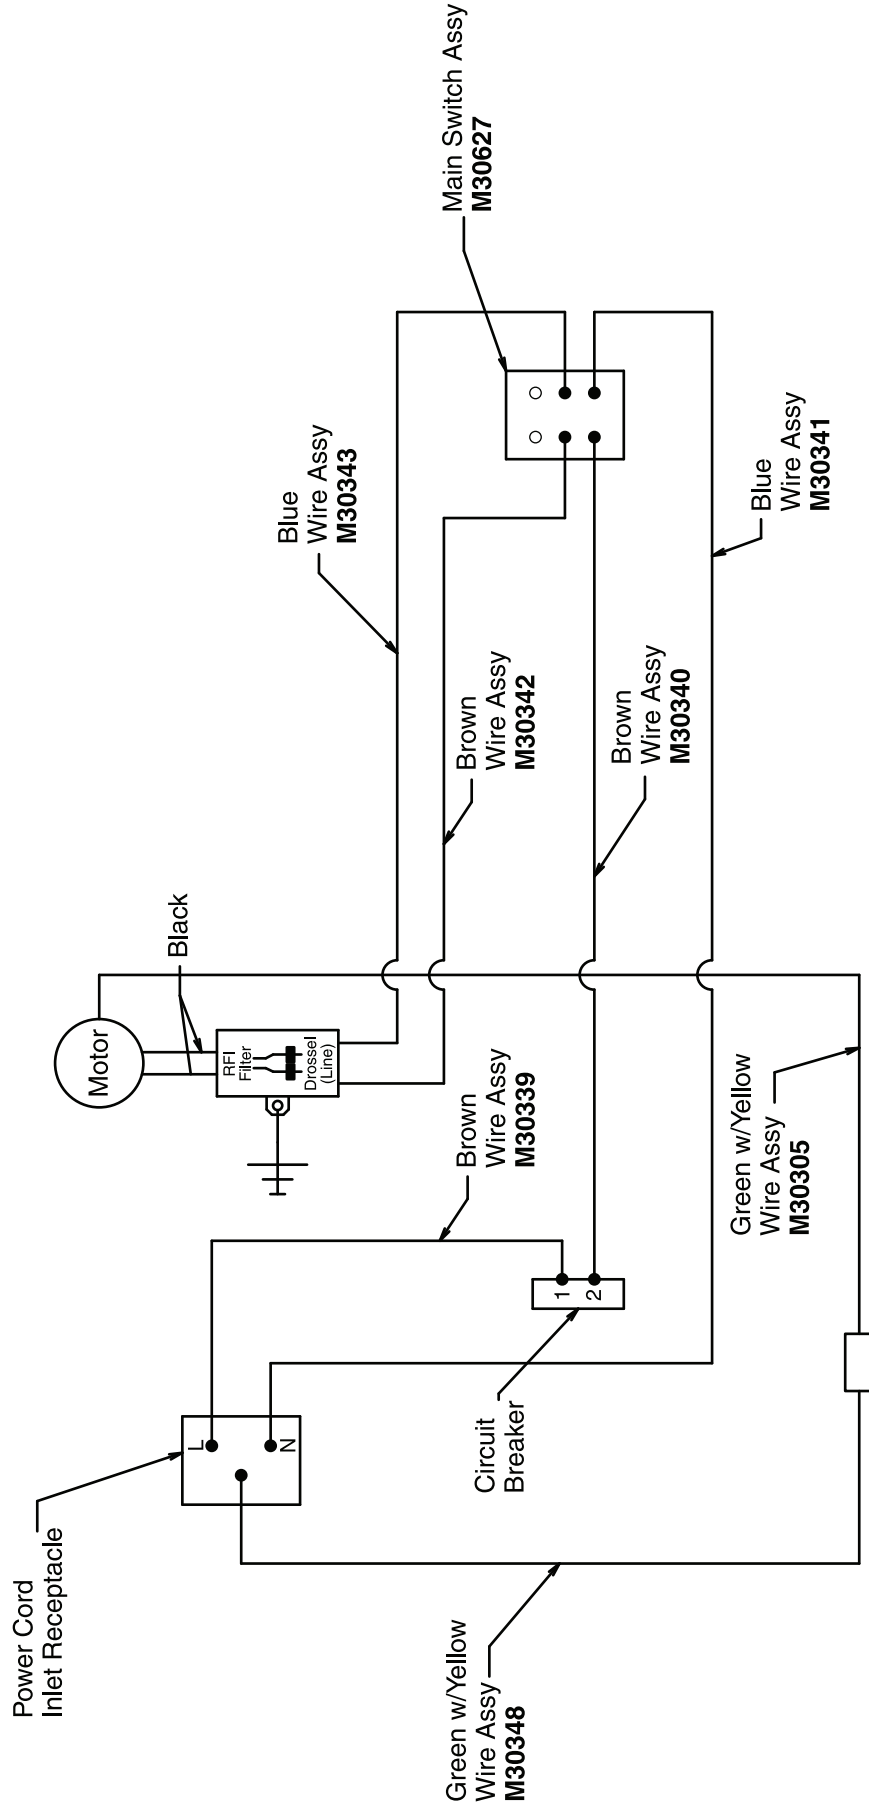 Power Cord
Inlet Receptacle
L
N
Green w/Yellow
Wire Assy
M30348
Circuit
Breaker
1
2
Brown
Wire Assy
M30339
Motor
Black
RFI
Filter
Drossel
(Line)
Green w/Yellow
Wire Assy
M30305
Blue
Wire Assy
M30343
Brown
Wire Assy
M30342
Brown
Wire Assy
M30340
Blue
Wire Assy
M30341
Main Switch Assy
M30627